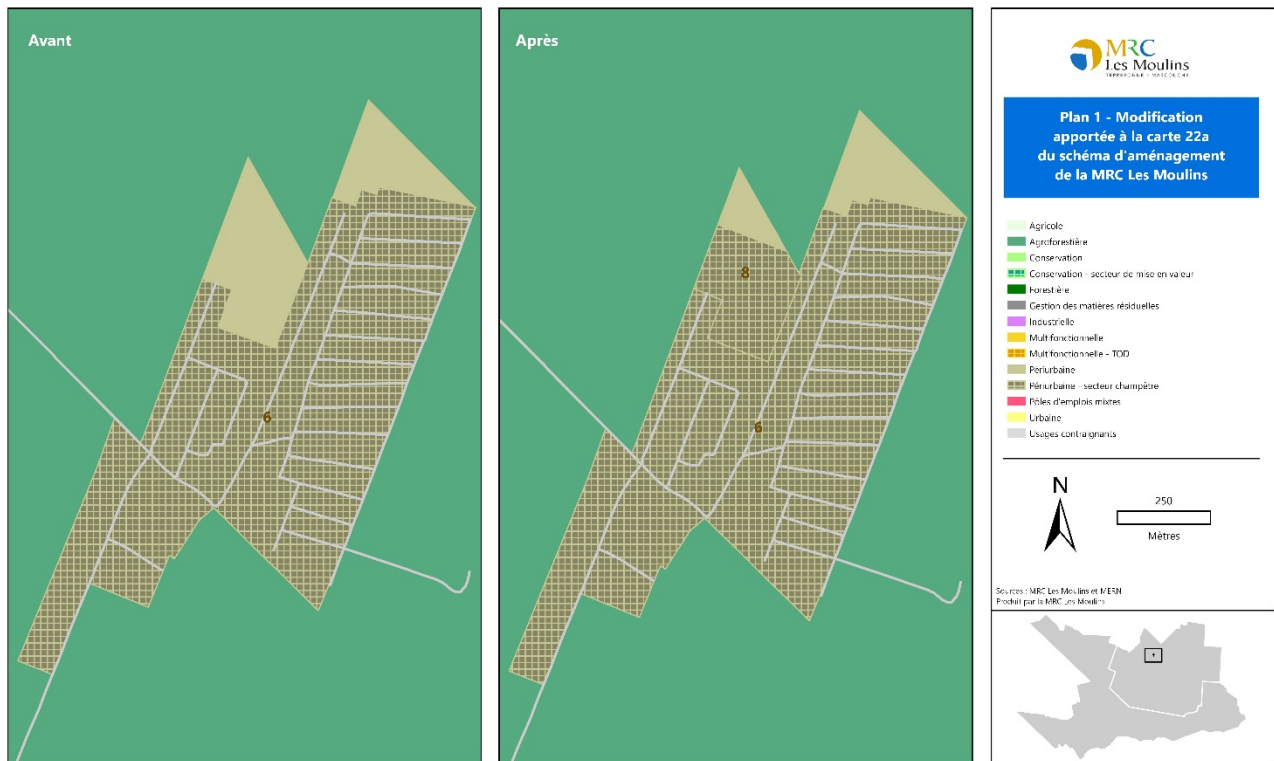 Avant
6
Après
8
6
MRC
Les Moulins
TERREBONNE - MASCOUCHE
Plan 1 - Modification
apportée à la carte 22a
du schéma d'aménagement
de la MRC Les Moulins
Agricole
Agroforestière
Conservation
Conservation - secteur de mise en valeur
Forestière
Gestion des matières résiduelles
Industrielle
Multifonctionnelle
Multifonctionnelle - TOD
Périurbaine
Périurbaine - secteur champêtre
Pôles d'emplois mixtes
Urbaine
Usages contraignants
N
250
Mètres
Sources : MRC Les Moulins et MERN
Produit par la MRC Les Moulins